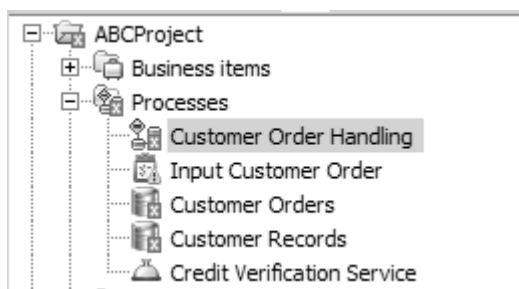 ABCProject
Business items
Processes
Customer Order Handling
Input Customer Order
Customer Orders
Customer Records
Credit Verification Service